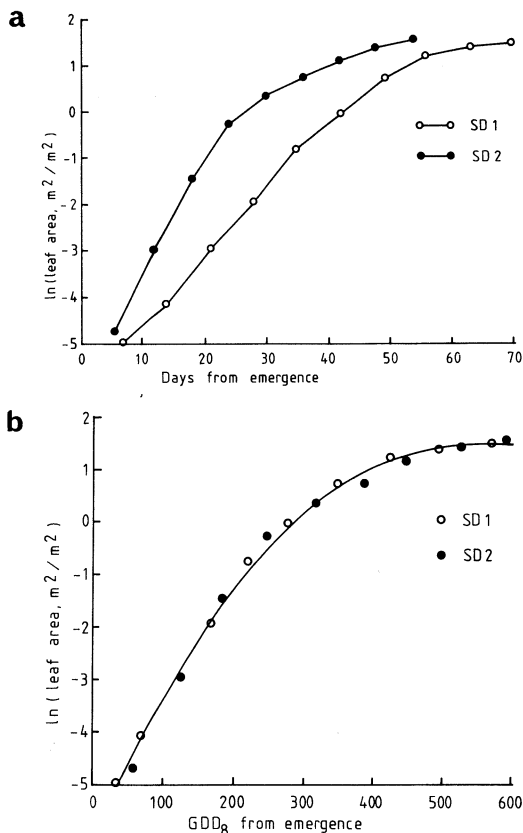 a
2
1
0
-1
-2
-3
-4
-5
ln(leaf area, m²/m²)
SD 1
SD 2
0 10 20 30 40 50 60 70
Days from emergence
b
2
1
0
-1
-2
-3
-4
-5
ln(leaf area, m²/m²)
SD 1
SD 2
0 100 200 300 400 500 600
GDD₈ from emergence